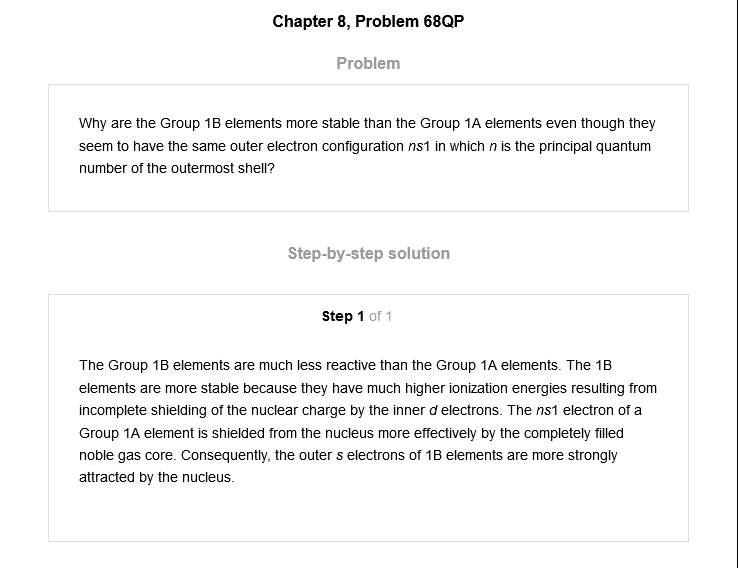 Chapter 8, Problem 68QP
Problem
Why are the Group 1B elements more stable than the Group 1A elements even though they
seem to have the same outer electron configuration ns1 in which n is the principal quantum
number of the outermost shell?
Step-by-step solution
Step 1 of 1
The Group 1B elements are much less reactive than the Group 1A elements. The 1B
elements are more stable because they have much higher ionization energies resulting from
incomplete shielding of the nuclear charge by the inner d electrons. The ns1 electron of a
Group 1A element is shielded from the nucleus more effectively by the completely filled
noble gas core. Consequently, the outer s electrons of 1B elements are more strongly
attracted by the nucleus.